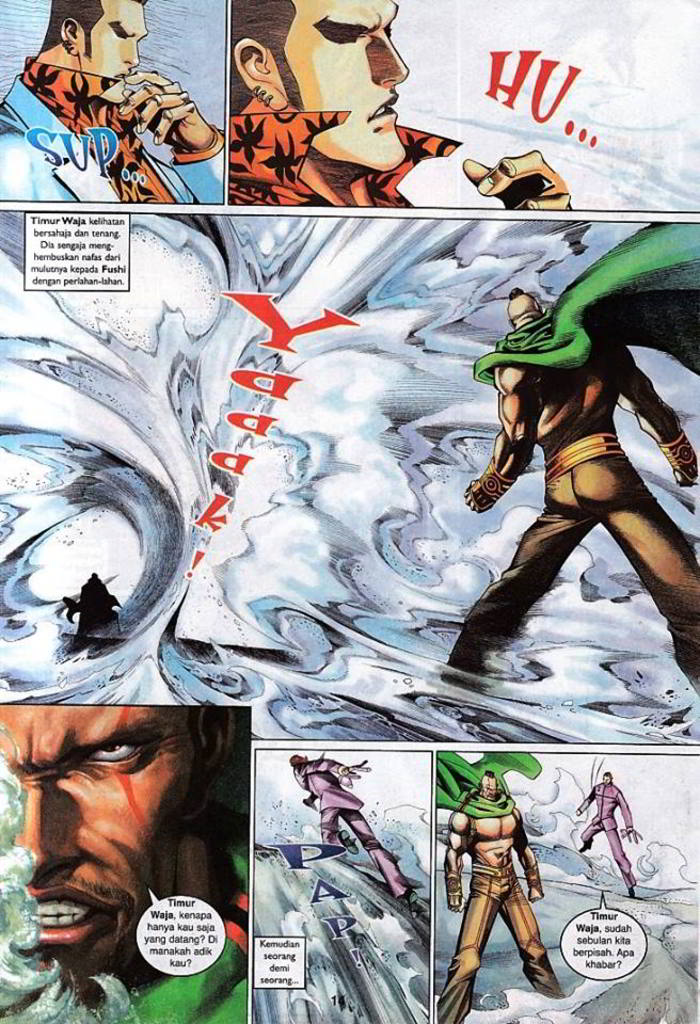 SUP...
HU...
Timur Waja kelihatan
bersahaja dan tenang.
Dia sengaja meng-
hembuskan nafas dari
mulutnya kepada Fushi
dengan perlahan-lahan.
Yaaak!
Timur
Waja, kenapa
hanya kau saja
yang datang? Di
manakah adik
kau?
PAP!
Kemudian
seorang
demi
seorang...
Timur
Waja, sudah
sebulan kita
berpisah. Apa
khabar?
14